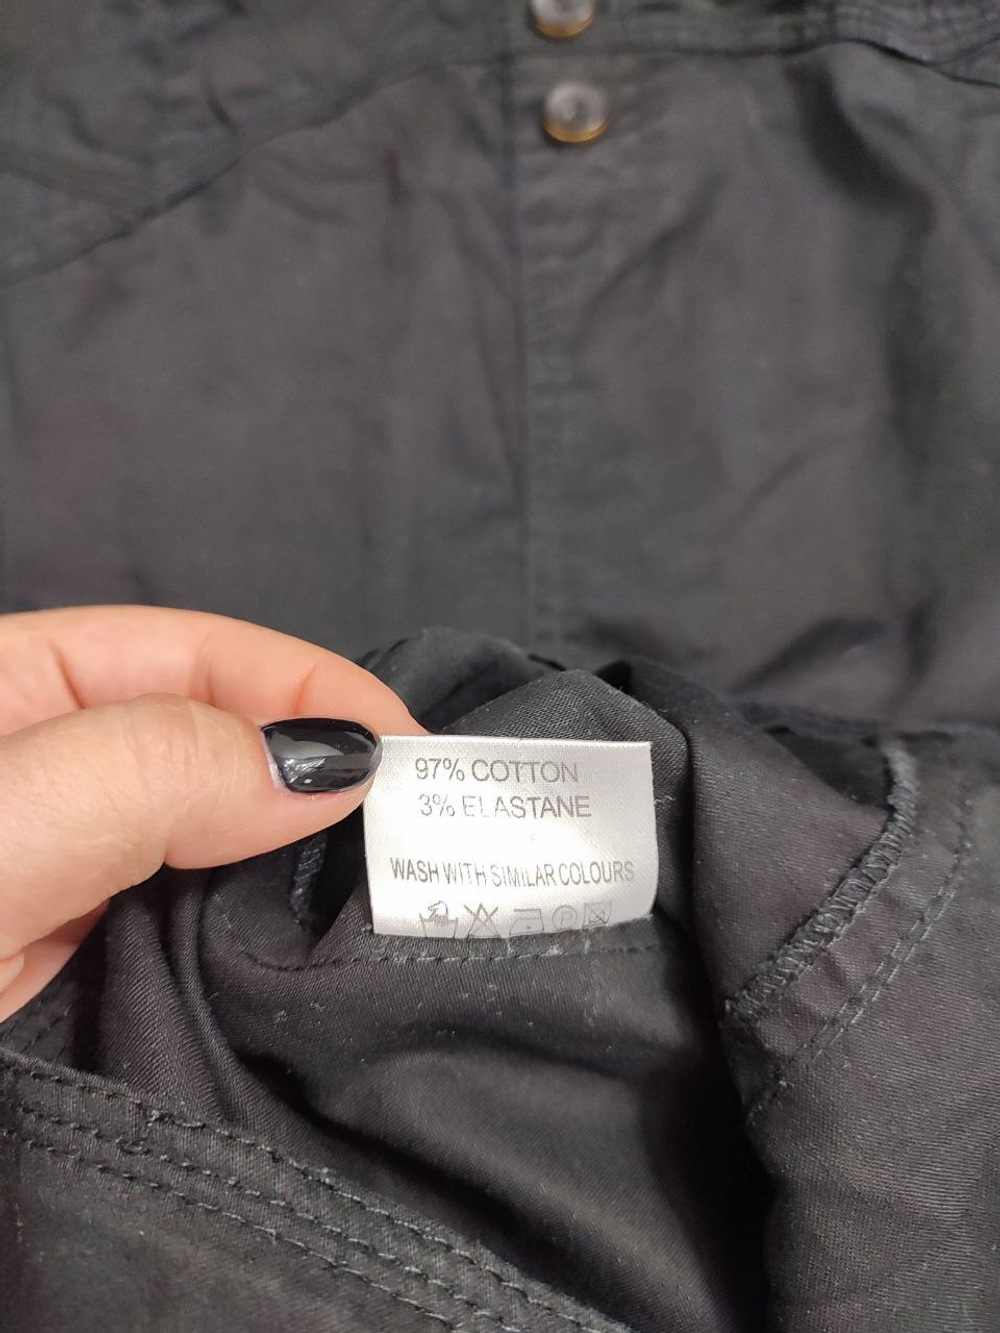 97% COTTON
3% ELASTANE
WASH WITH SIMILAR COLOURS